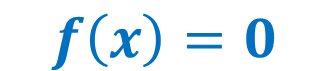 f(x) = 0